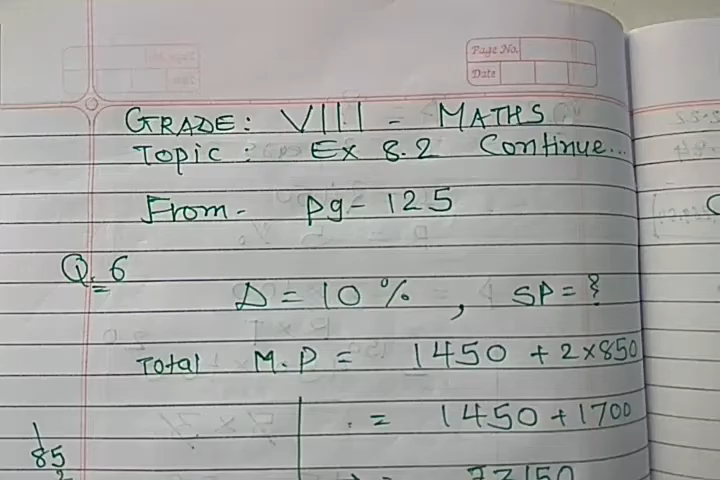 Page No.
Date
GRADE: VIII - MATHS
Topic : Ex 8.2 Continue...
From - pg - 125
Q. 6
D = 10 % , SP = ?
Total M.P = 1450 + 2×850
= 1450 + 1700
85